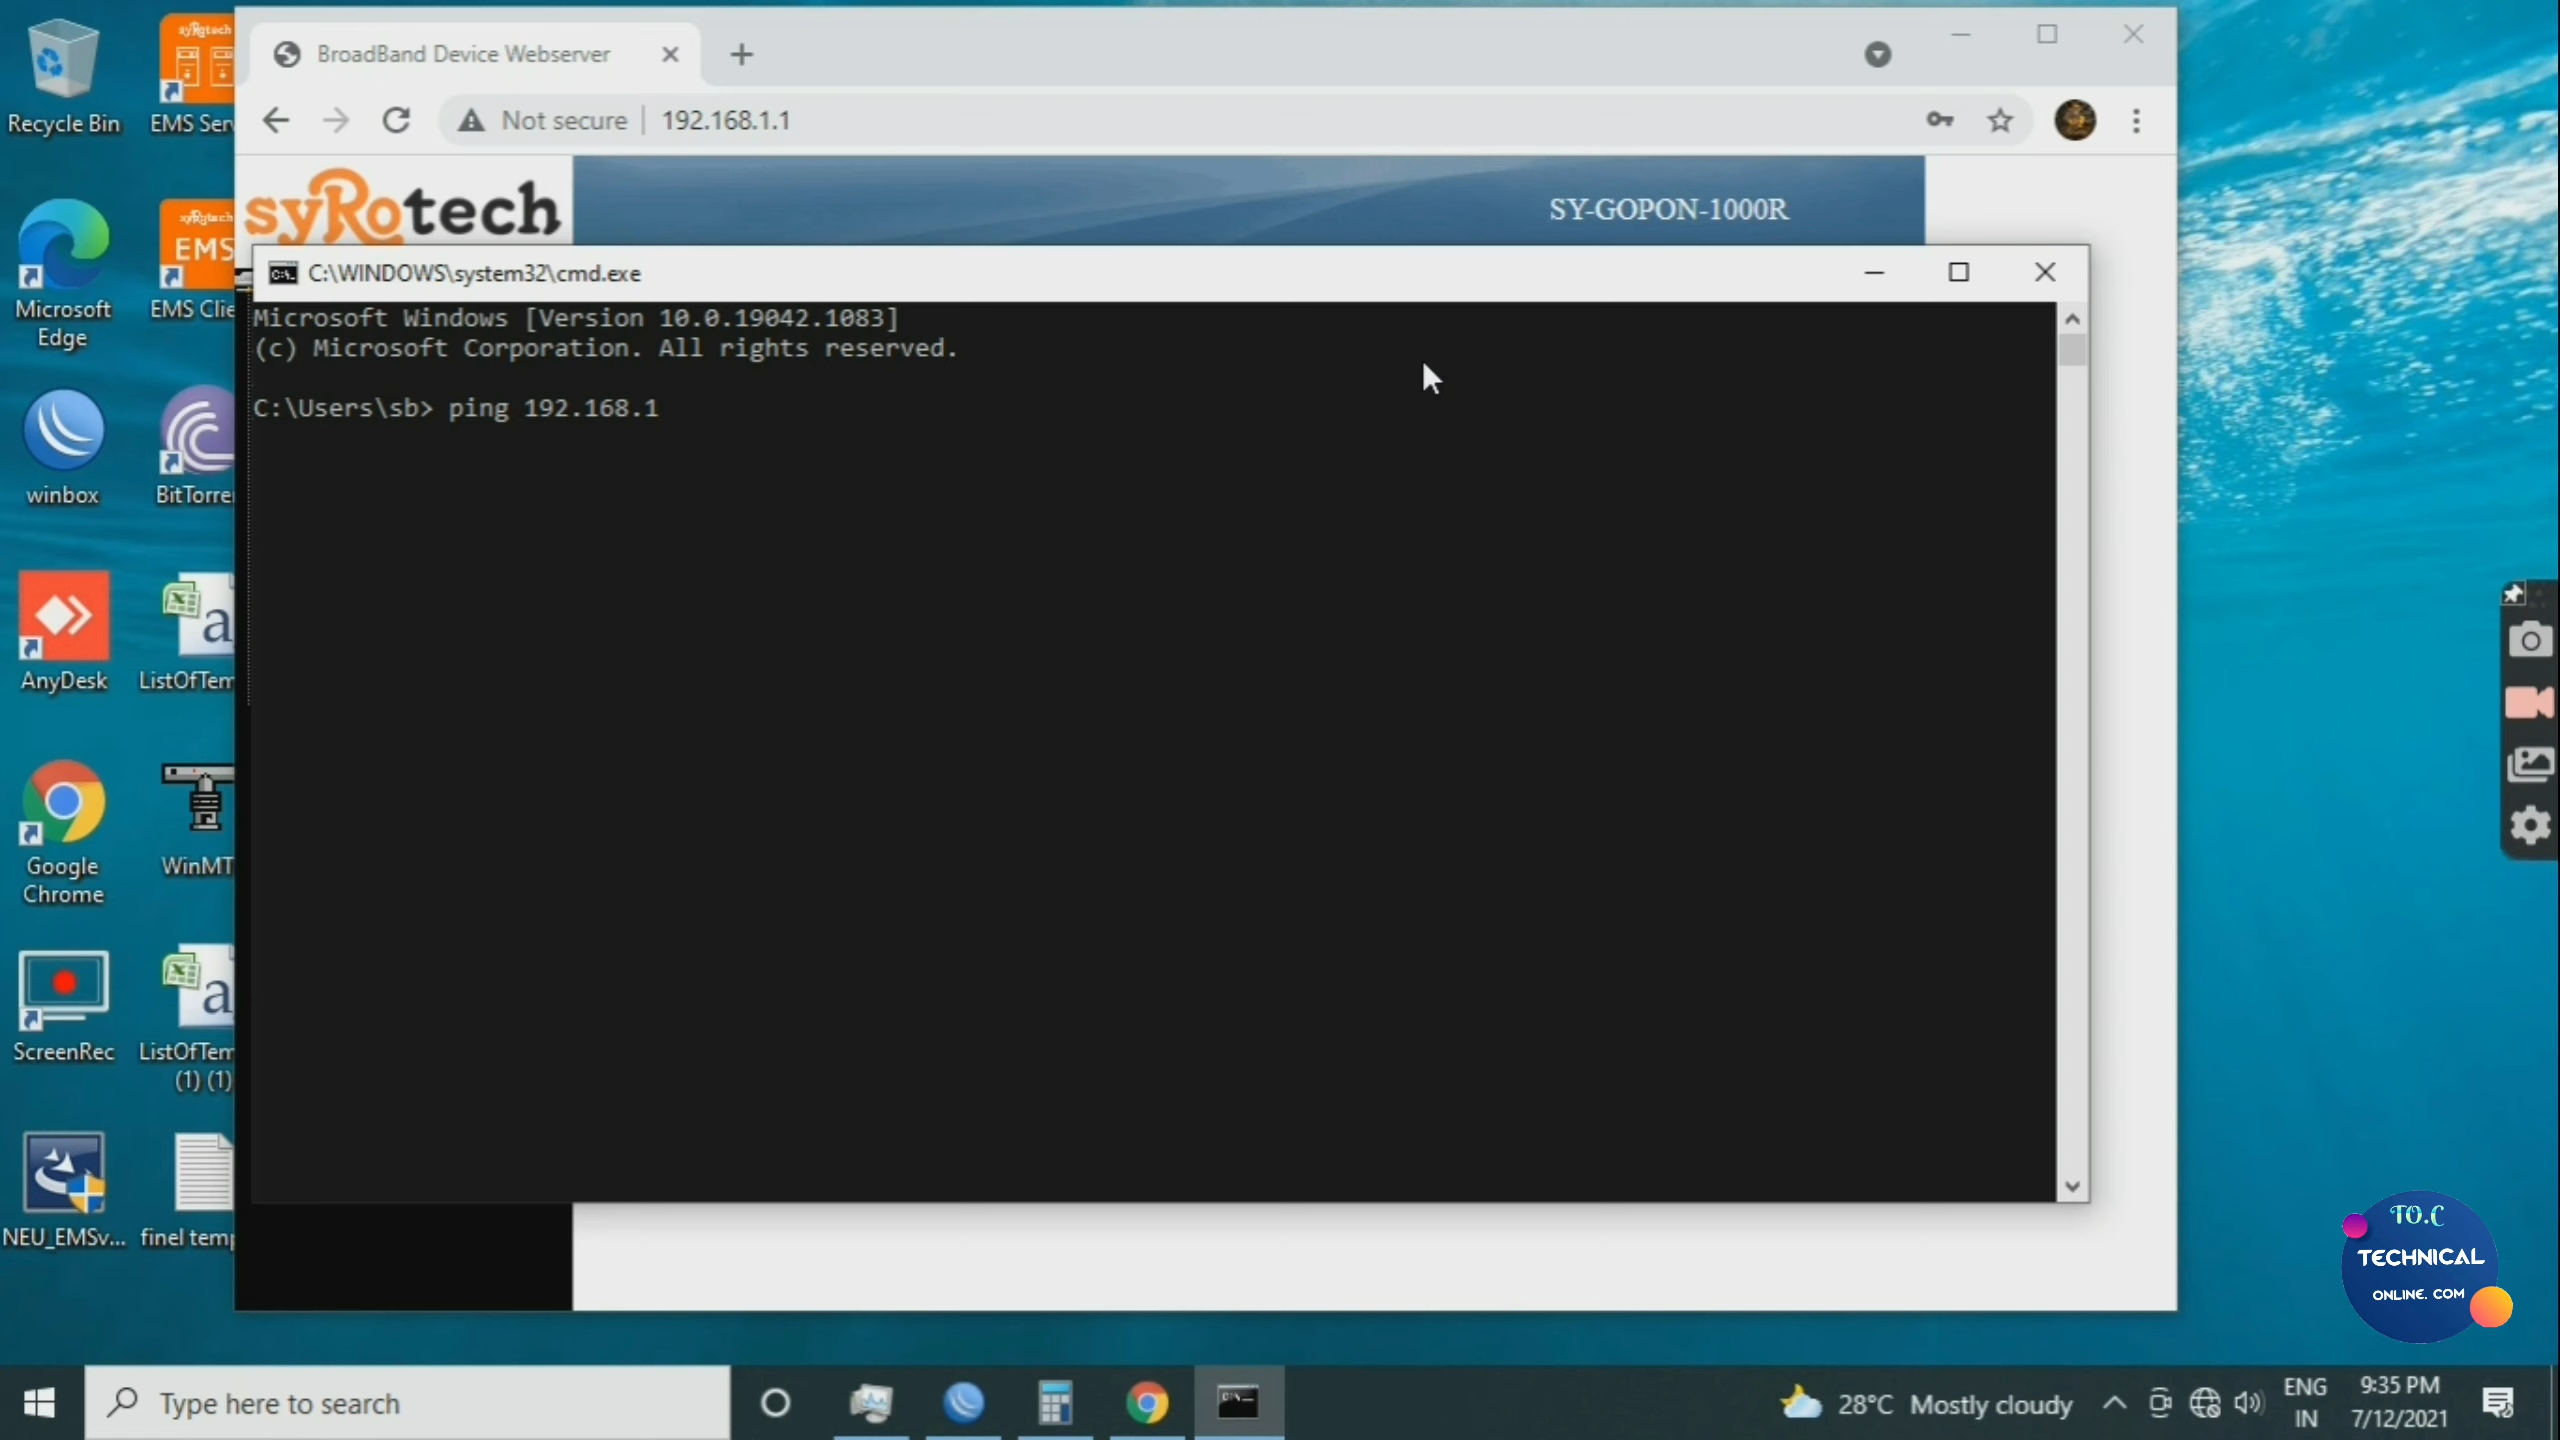 Recycle Bin
EMS Ser
Microsoft
Edge
syRotech
EMS
EMS Clie
winbox
BitTorre
AnyDesk
ListOfTem
Google
Chrome
WinMT
ScreenRec
ListOfTem
(1) (1)
NEU_EMSv...
finel temp
BroadBand Device Webserver
Not secure
192.168.1.1
syRotech
SY-GOPON-1000R
C:\WINDOWS\system32\cmd.exe
Microsoft Windows [Version 10.0.19042.1083]
(c) Microsoft Corporation. All rights reserved.
C:\Users\sb> ping 192.168.1
TO.C
TECHNICAL
ONLINE. COM
Type here to search
28°C Mostly cloudy
ENG
IN
9:35 PM
7/12/2021